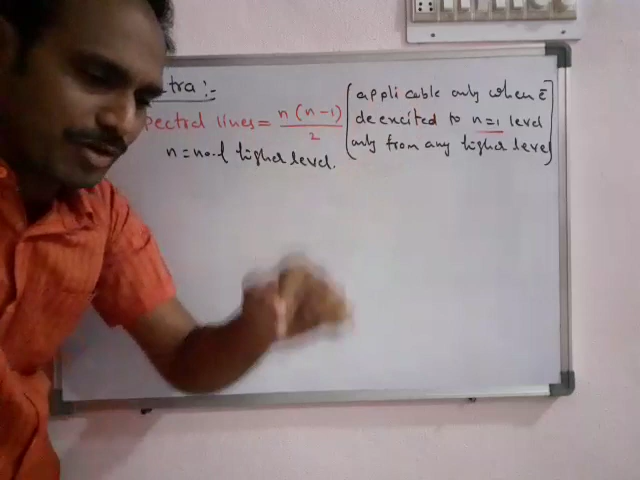 tra :-
pectral lines = n(n-1)/2
n = no. of higher level.
(applicable only when e̅
de excited to n=1 level
only from any higher level)